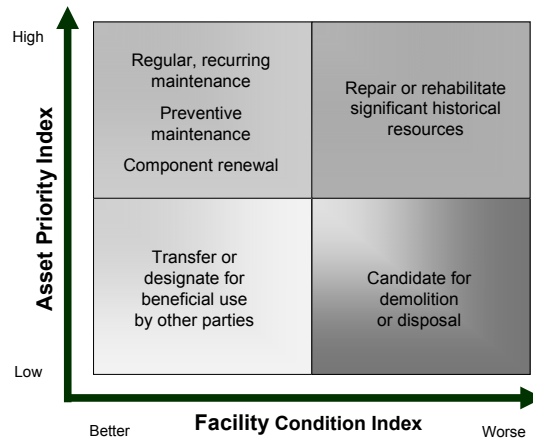 High
Regular, recurring
maintenance
Preventive
maintenance
Component renewal
Repair or rehabilitate
significant historical
resources
Asset Priority Index
Transfer or
designate for
beneficial use
by other parties
Candidate for
demolition
or disposal
Low
Better
Facility Condition Index
Worse